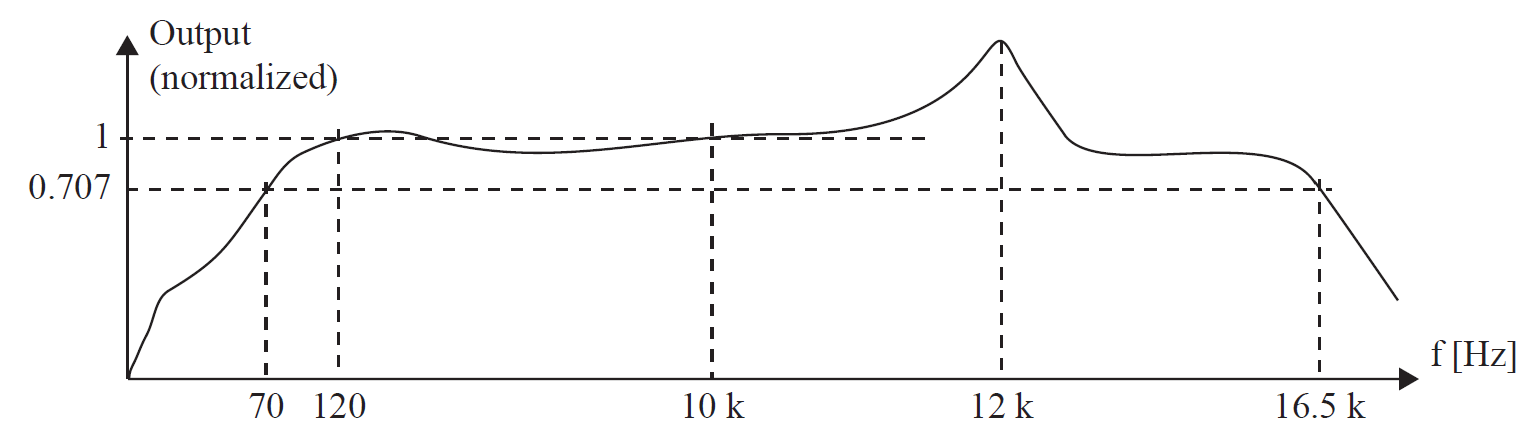 Output
(normalized)
1
0.707
f [Hz]
70 120 10 k 12 k 16.5 k